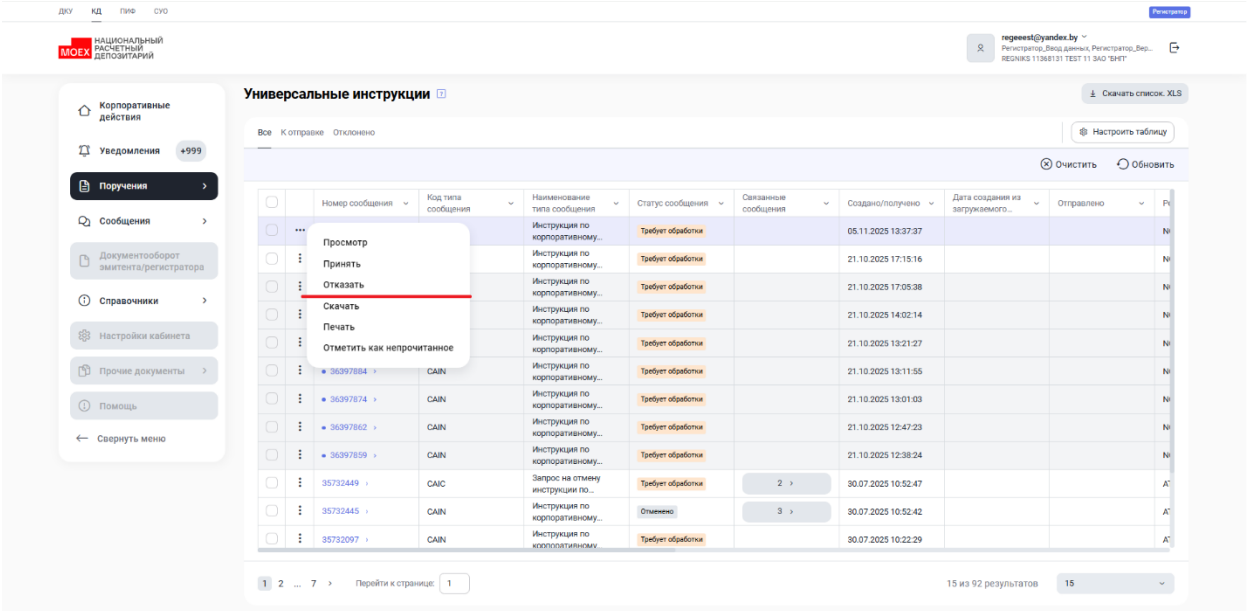 ДКУ КД ПИФ СУО Регистратор
MOEX НАЦИОНАЛЬНЫЙ РАСЧЕТНЫЙ ДЕПОЗИТАРИЙ
regeeest@yandex.by
Регистратор_Ввод данных, Регистратор_Вер...
REGNIKS 11368131 TEST 11 ЗАО "БНП"
Корпоративные
действия
Уведомления +999
Поручения
Сообщения
Документооборот
эмитента/регистратора
Справочники
Настройки кабинета
Прочие документы
Помощь
Свернуть меню
Универсальные инструкции ?
Скачать список. XLS
Все К отправке Отклонено
Настроить таблицу
Очистить Обновить
Номер сообщения Код типа сообщения Наименование типа сообщения Статус сообщения Связанные сообщения Создано/получено Дата создания из загружаемого... Отправлено
Инструкция по корпоративному... Требует обработки 05.11.2025 13:37:37
Инструкция по корпоративному... Требует обработки 21.10.2025 17:15:16
Инструкция по корпоративному... Требует обработки 21.10.2025 17:05:38
Инструкция по корпоративному... Требует обработки 21.10.2025 14:02:14
Инструкция по корпоративному... Требует обработки 21.10.2025 13:21:27
Просмотр
Принять
Отказать
Скачать
Печать
Отметить как непрочитанное
36397884 CAIN Инструкция по корпоративному... Требует обработки 21.10.2025 13:11:55
36397874 CAIN Инструкция по корпоративному... Требует обработки 21.10.2025 13:01:03
36397862 CAIN Инструкция по корпоративному... Требует обработки 21.10.2025 12:47:23
36397859 CAIN Инструкция по корпоративному... Требует обработки 21.10.2025 12:38:24
35732449 CAIC Запрос на отмену инструкции по... Требует обработки 2 30.07.2025 10:52:47
35732445 CAIN Инструкция по корпоративному... Отменено 3 30.07.2025 10:52:42
35732097 CAIN Инструкция по корпоративному Требует обработки 30.07.2025 10:22:29
1 2 ... 7 Перейти к странице: 1
15 из 92 результатов 15